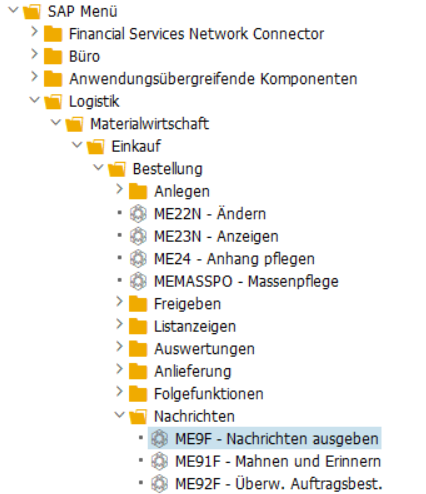 SAP Menü
Financial Services Network Connector
Büro
Anwendungsübergreifende Komponenten
Logistik
Materialwirtschaft
Einkauf
Bestellung
Anlegen
ME22N - Ändern
ME23N - Anzeigen
ME24 - Anhang pflegen
MEMASSPO - Massenpflege
Freigeben
Listanzeigen
Auswertungen
Anlieferung
Folgefunktionen
Nachrichten
ME9F - Nachrichten ausgeben
ME91F - Mahnen und Erinnern
ME92F - Überw. Auftragsbest.